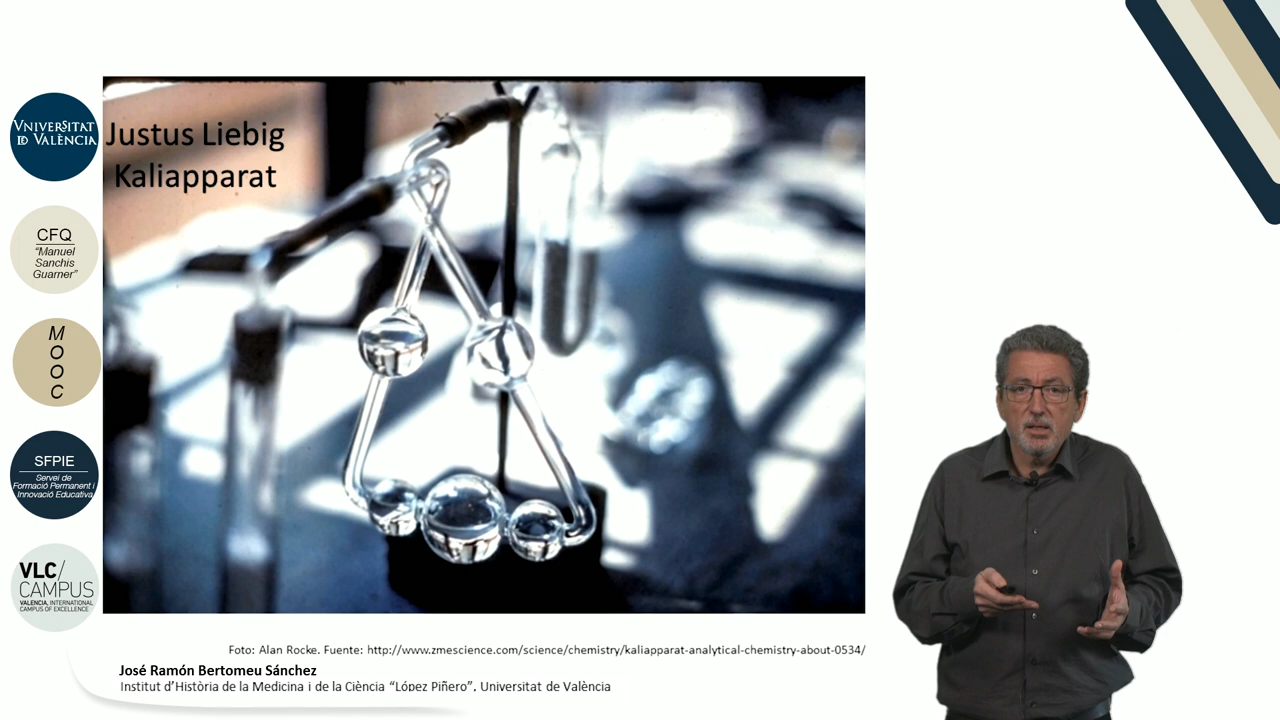 VNIVERSITAT
D VALÈNCIA
CFQ
"Manuel
Sanchis
Guarner"
M
O
O
C
SFPIE
Servei de
Formació Permanent i
Innovació Educativa
VLC/
CAMPUS
VALENCIA, INTERNATIONAL
CAMPUS OF EXCELLENCE
Justus Liebig
Kaliapparat
Foto: Alan Rocke. Fuente: http://www.zmescience.com/science/chemistry/kaliapparat-analytical-chemistry-about-0534/
José Ramón Bertomeu Sánchez
Institut d'Història de la Medicina i de la Ciència “López Piñero”. Universitat de València